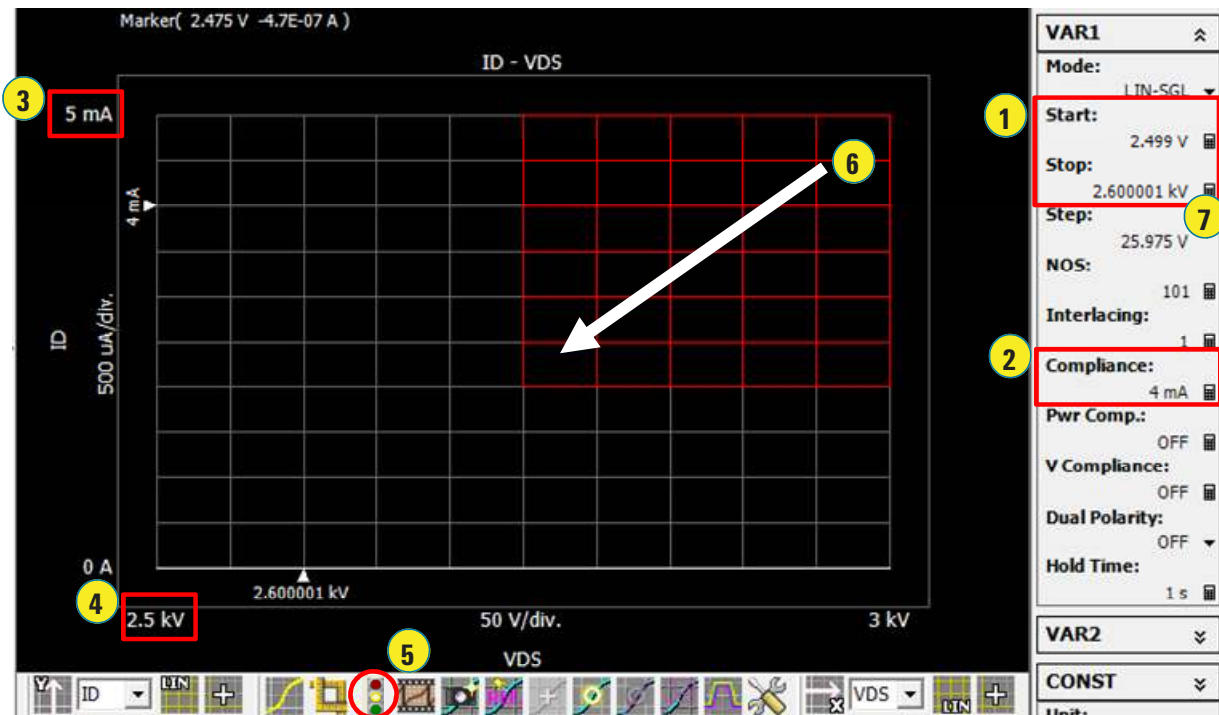 Marker( 2.475 V -4.7E-07 A )
ID - VDS
3
5 mA
4 mA
6
ID
500 uA/div.
0 A
2.600001 kV
4
2.5 kV
50 V/div.
3 kV
5
VDS
Y
ID
LIN
X
VDS
LIN
VAR1
Mode:
LIN-SGL
1
Start:
2.499 V
Stop:
2.600001 kV
7
Step:
25.975 V
NOS:
101
Interlacing:
1
2
Compliance:
4 mA
Pwr Comp.:
OFF
V Compliance:
OFF
Dual Polarity:
OFF
Hold Time:
1 s
VAR2
CONST
Unit: